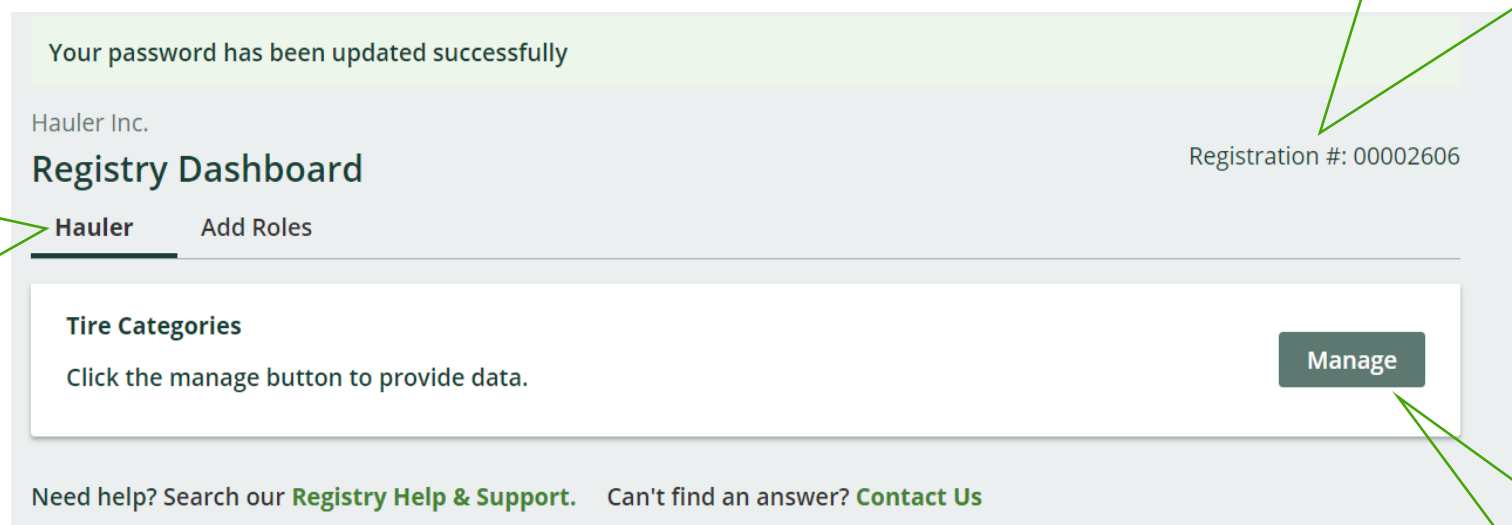 Your password has been updated successfully
Hauler Inc.
Registry Dashboard
Registration #: 00002606
Hauler Add Roles
Tire Categories
Click the manage button to provide data.
Manage
Need help? Search our Registry Help & Support. Can't find an answer? Contact Us